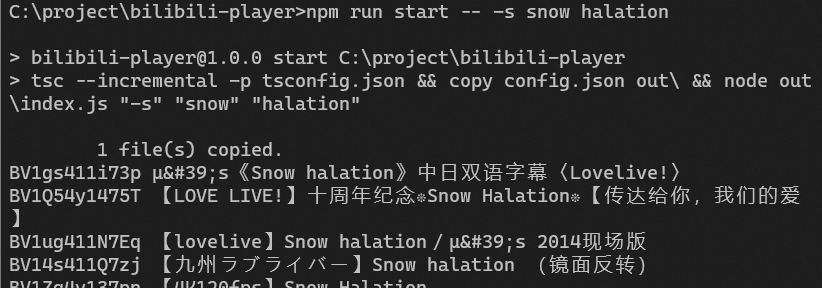 C:\project\bilibili-player>npm run start -- -s snow halation
> bilibili-player@1.0.0 start C:\project\bilibili-player
> tsc --incremental -p tsconfig.json && copy config.json out\ && node out
\index.js "-s" "snow" "halation"
1 file(s) copied.
BV1gs411i73p μ&#39;s《Snow halation》中日双语字幕〈Lovelive!〉
BV1Q54y1475T 【LOVE LIVE!】十周年纪念❄Snow Halation❄【传达给你，我们的爱
】
BV1ug411N7Eq 【lovelive】Snow halation／μ&#39;s 2014现场版
BV14s411Q7zj 【九州ラブライバー】Snow halation （镜面反转）
BV1Zq4y137pn 【4K120fps】Snow Halation